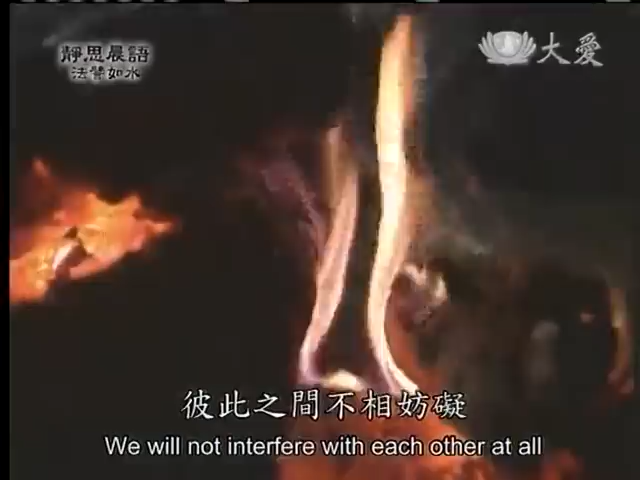 靜思晨語
法譬如水
大愛
彼此之間不相妨礙
We will not interfere with each other at all